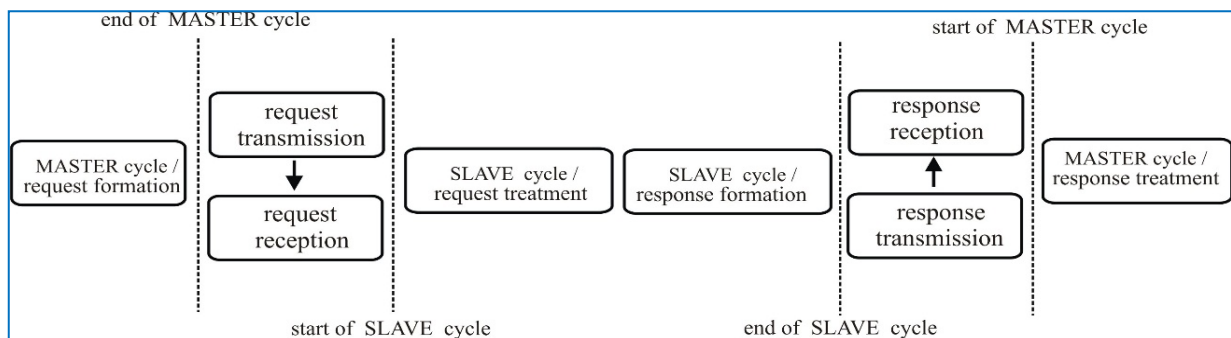 end of MASTER cycle
start of MASTER cycle
MASTER cycle /
request formation
request
transmission
request
reception
SLAVE cycle /
request treatment
SLAVE cycle /
response formation
response
reception
response
transmission
MASTER cycle /
response treatment
start of SLAVE cycle
end of SLAVE cycle